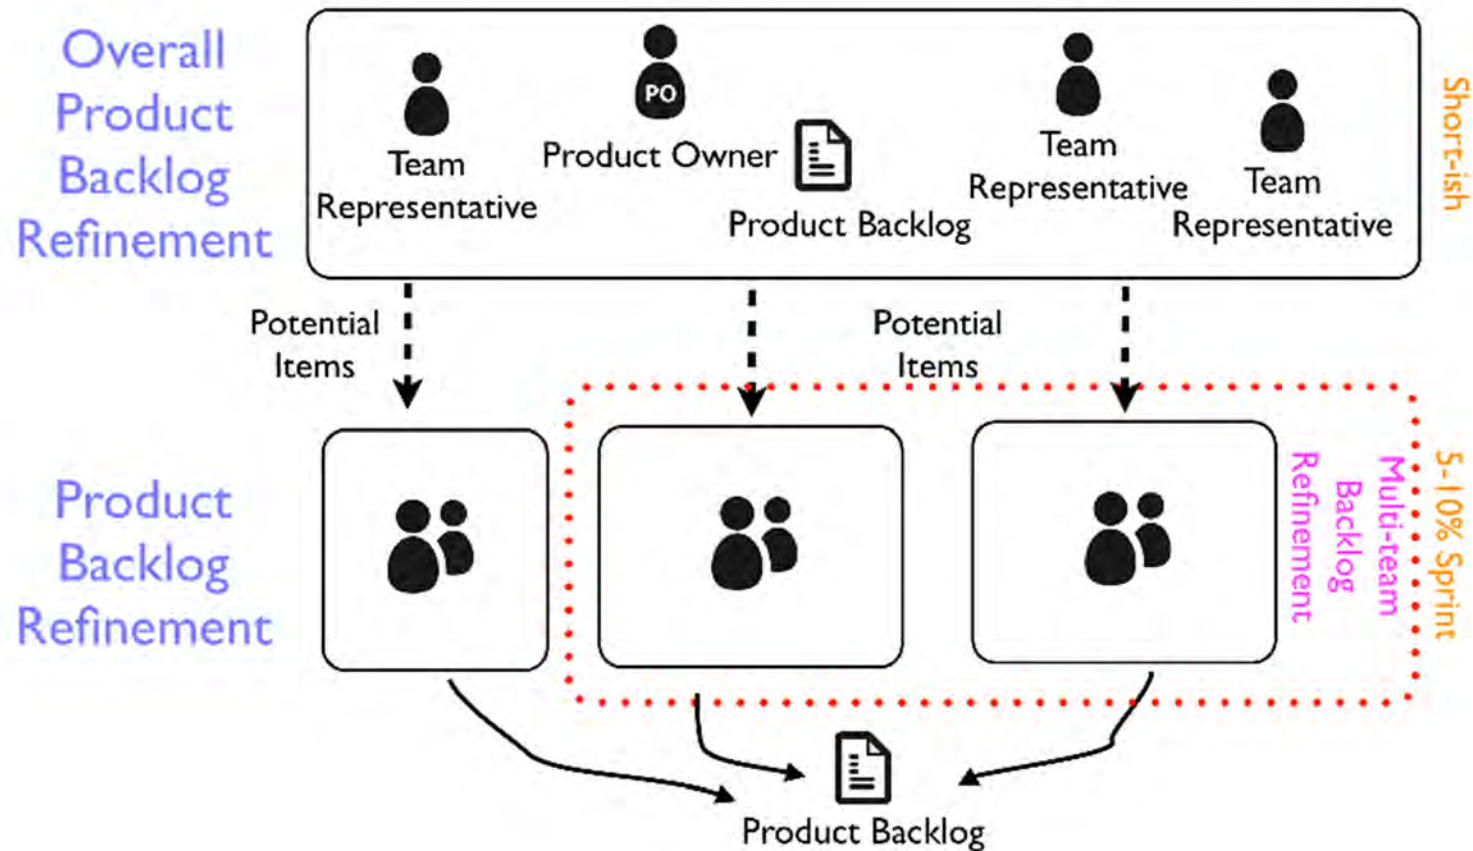 Overall
Product
Backlog
Refinement
Team
Representative
PO
Product Owner
Product Backlog
Team
Representative
Team
Representative
Short-ish
Potential
Items
Potential
Items
Product
Backlog
Refinement
Multi-team
Backlog
Refinement
5-10% Sprint
Product Backlog